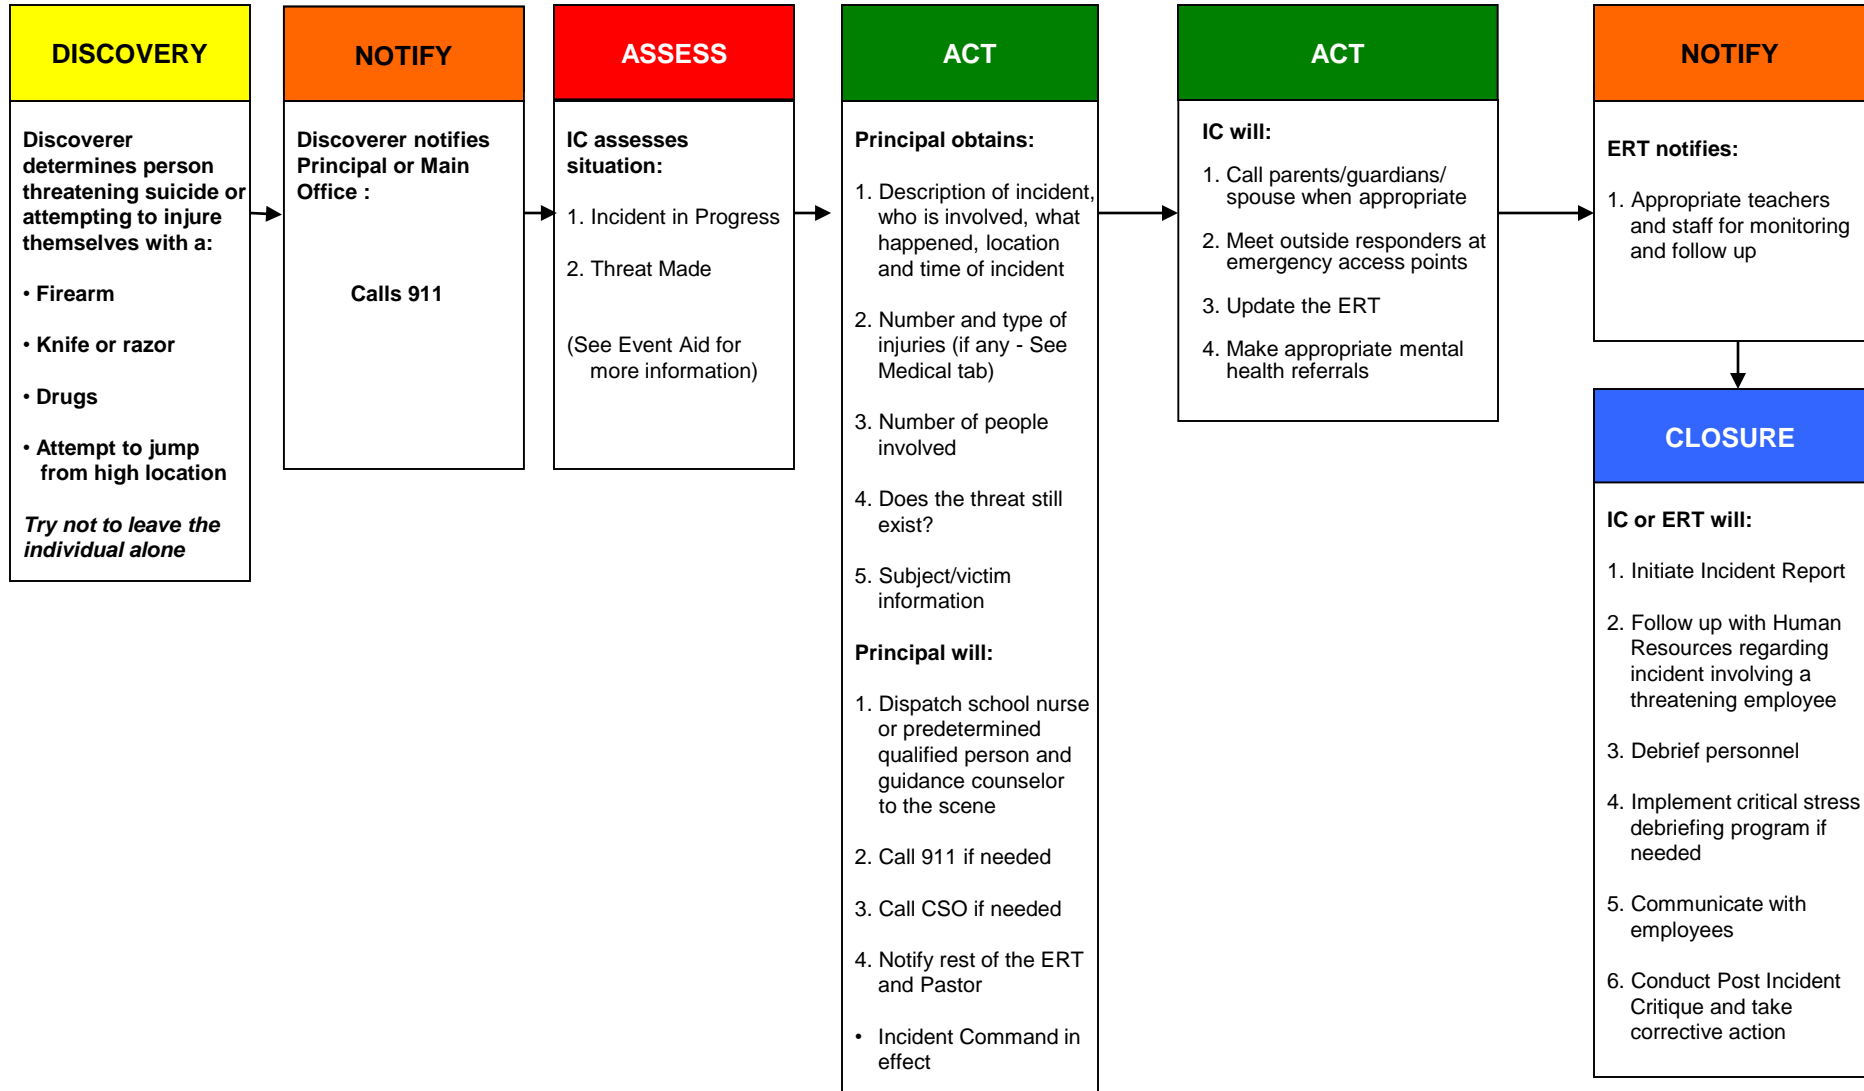 DISCOVERY
Discoverer
determines person
threatening suicide or
attempting to injure
themselves with a:
• Firearm
• Knife or razor
• Drugs
• Attempt to jump
from high location
Try not to leave the
individual alone
NOTIFY
Discoverer notifies
Principal or Main
Office :
Calls 911
ASSESS
IC assesses
situation:
1. Incident in Progress
2. Threat Made
(See Event Aid for
more information)
ACT
Principal obtains:
1. Description of incident,
who is involved, what
happened, location
and time of incident
2. Number and type of
injuries (if any - See
Medical tab)
3. Number of people
involved
4. Does the threat still
exist?
5. Subject/victim
information
Principal will:
1. Dispatch school nurse
or predetermined
qualified person and
guidance counselor
to the scene
2. Call 911 if needed
3. Call CSO if needed
4. Notify rest of the ERT
and Pastor
• Incident Command in
effect
ACT
IC will:
1. Call parents/guardians/
spouse when appropriate
2. Meet outside responders at
emergency access points
3. Update the ERT
4. Make appropriate mental
health referrals
NOTIFY
ERT notifies:
1. Appropriate teachers
and staff for monitoring
and follow up
CLOSURE
IC or ERT will:
1. Initiate Incident Report
2. Follow up with Human
Resources regarding
incident involving a
threatening employee
3. Debrief personnel
4. Implement critical stress
debriefing program if
needed
5. Communicate with
employees
6. Conduct Post Incident
Critique and take
corrective action